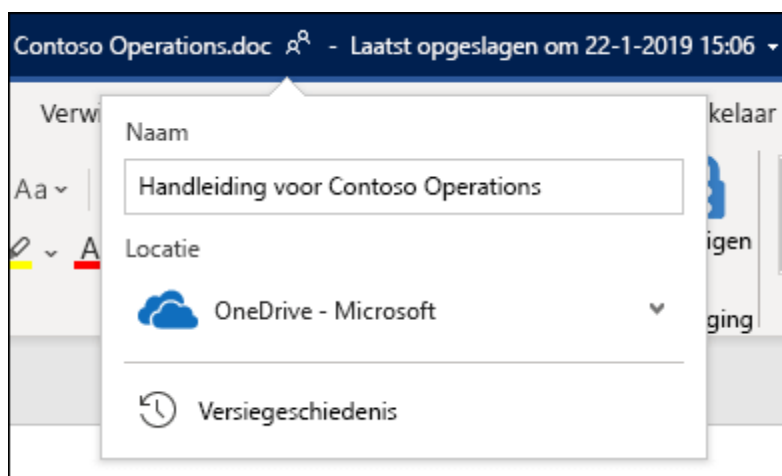 Contoso Operations.doc - Laatst opgeslagen om 22-1-2019 15:06
Naam
Aa
Handleiding voor Contoso Operations
A
Locatie
OneDrive - Microsoft
Versiegeschiedenis